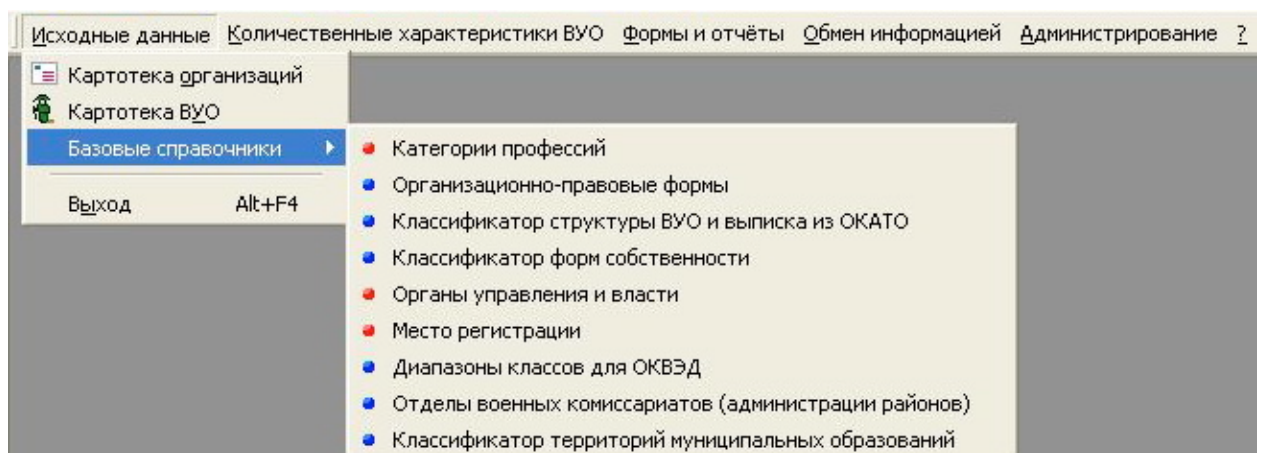 Исходные данные Количественные характеристики ВУО Формы и отчёты Обмен информацией Администрирование ?
Картотека организаций
Картотека ВУО
Базовые справочники
Выход Alt+F4
Категории профессий
Организационно-правовые формы
Классификатор структуры ВУО и выписка из ОКАТО
Классификатор форм собственности
Органы управления и власти
Место регистрации
Диапазоны классов для ОКВЭД
Отделы военных комиссариатов (администрации районов)
Классификатор территорий муниципальных образований